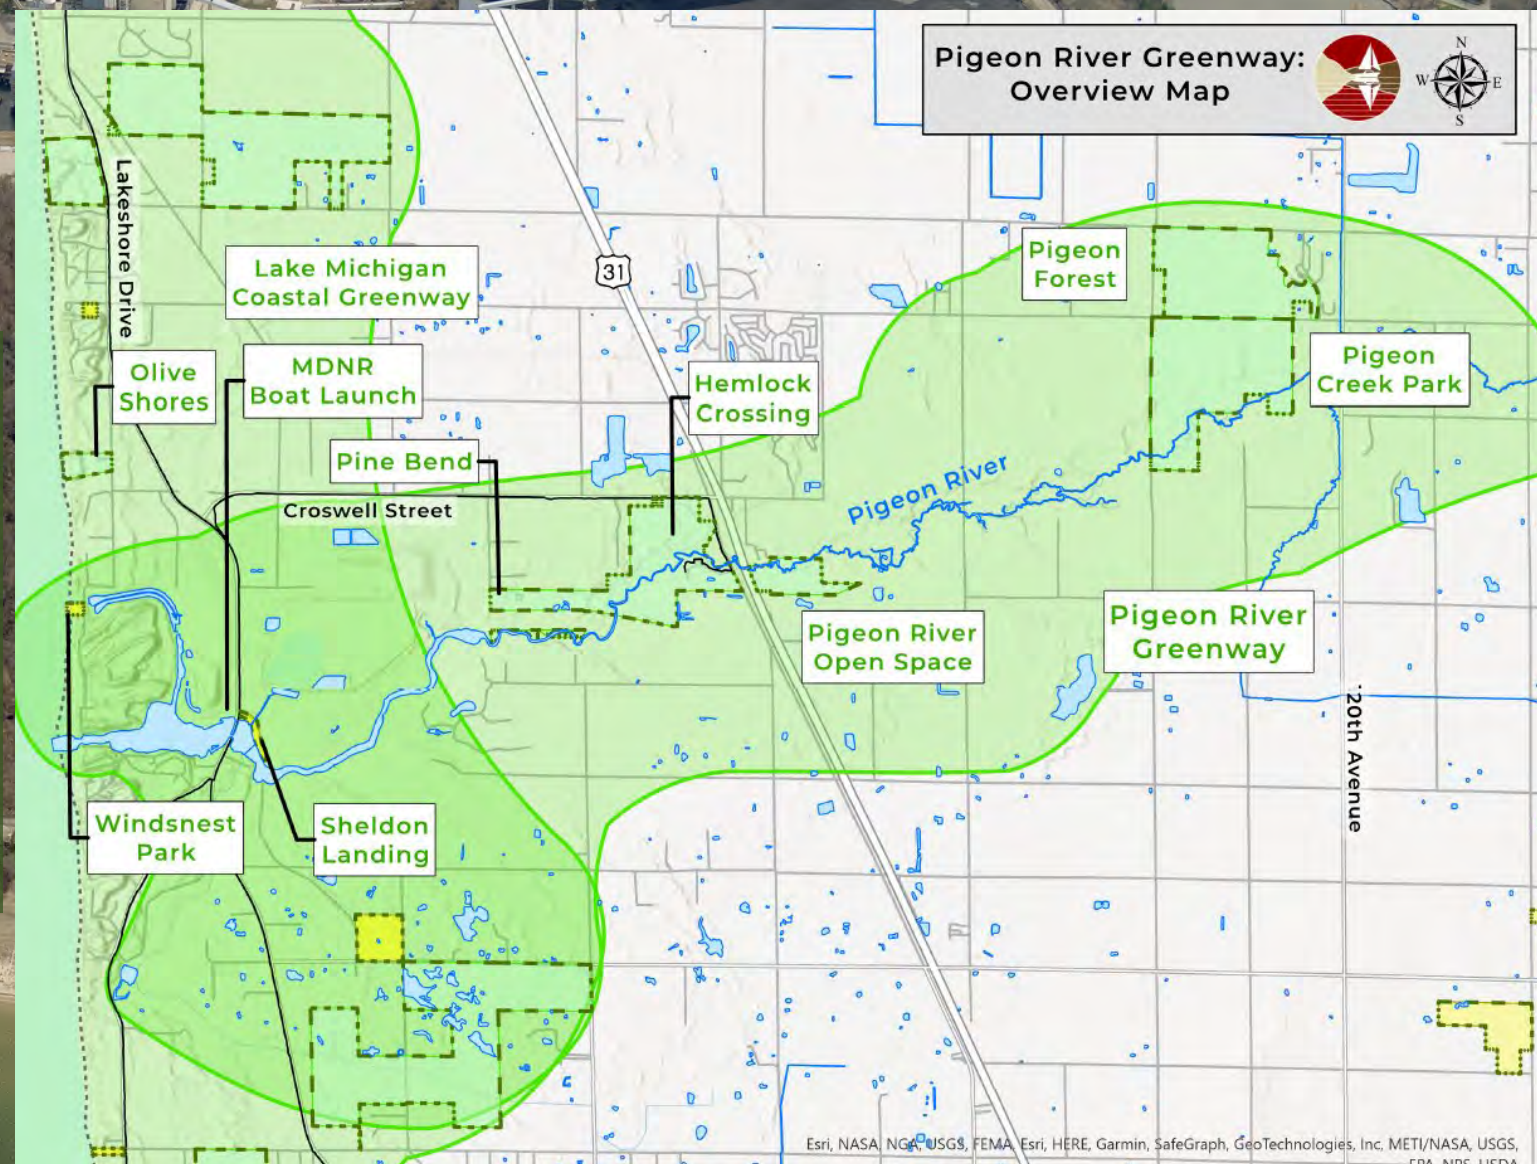 Pigeon River Greenway:
Overview Map
N
W
E
S
Lakeshore Drive
31
Lake Michigan
Coastal Greenway
Pigeon
Forest
Olive
Shores
MDNR
Boat Launch
Hemlock
Crossing
Pigeon
Creek Park
Pine Bend
Pigeon River
Croswell Street
Pigeon River
Open Space
Pigeon River
Greenway
120th Avenue
Windsnest
Park
Sheldon
Landing
Esri, NASA, NGA, USGS, FEMA, Esri, HERE, Garmin, SafeGraph, GeoTechnologies, Inc, METI/NASA, USGS,
EPA, NPS, USDA